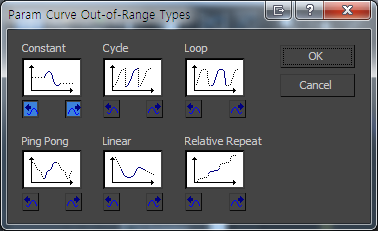 Param Curve Out-of-Range Types
Constant
Cycle
Loop
OK
Cancel
Ping Pong
Linear
Relative Repeat